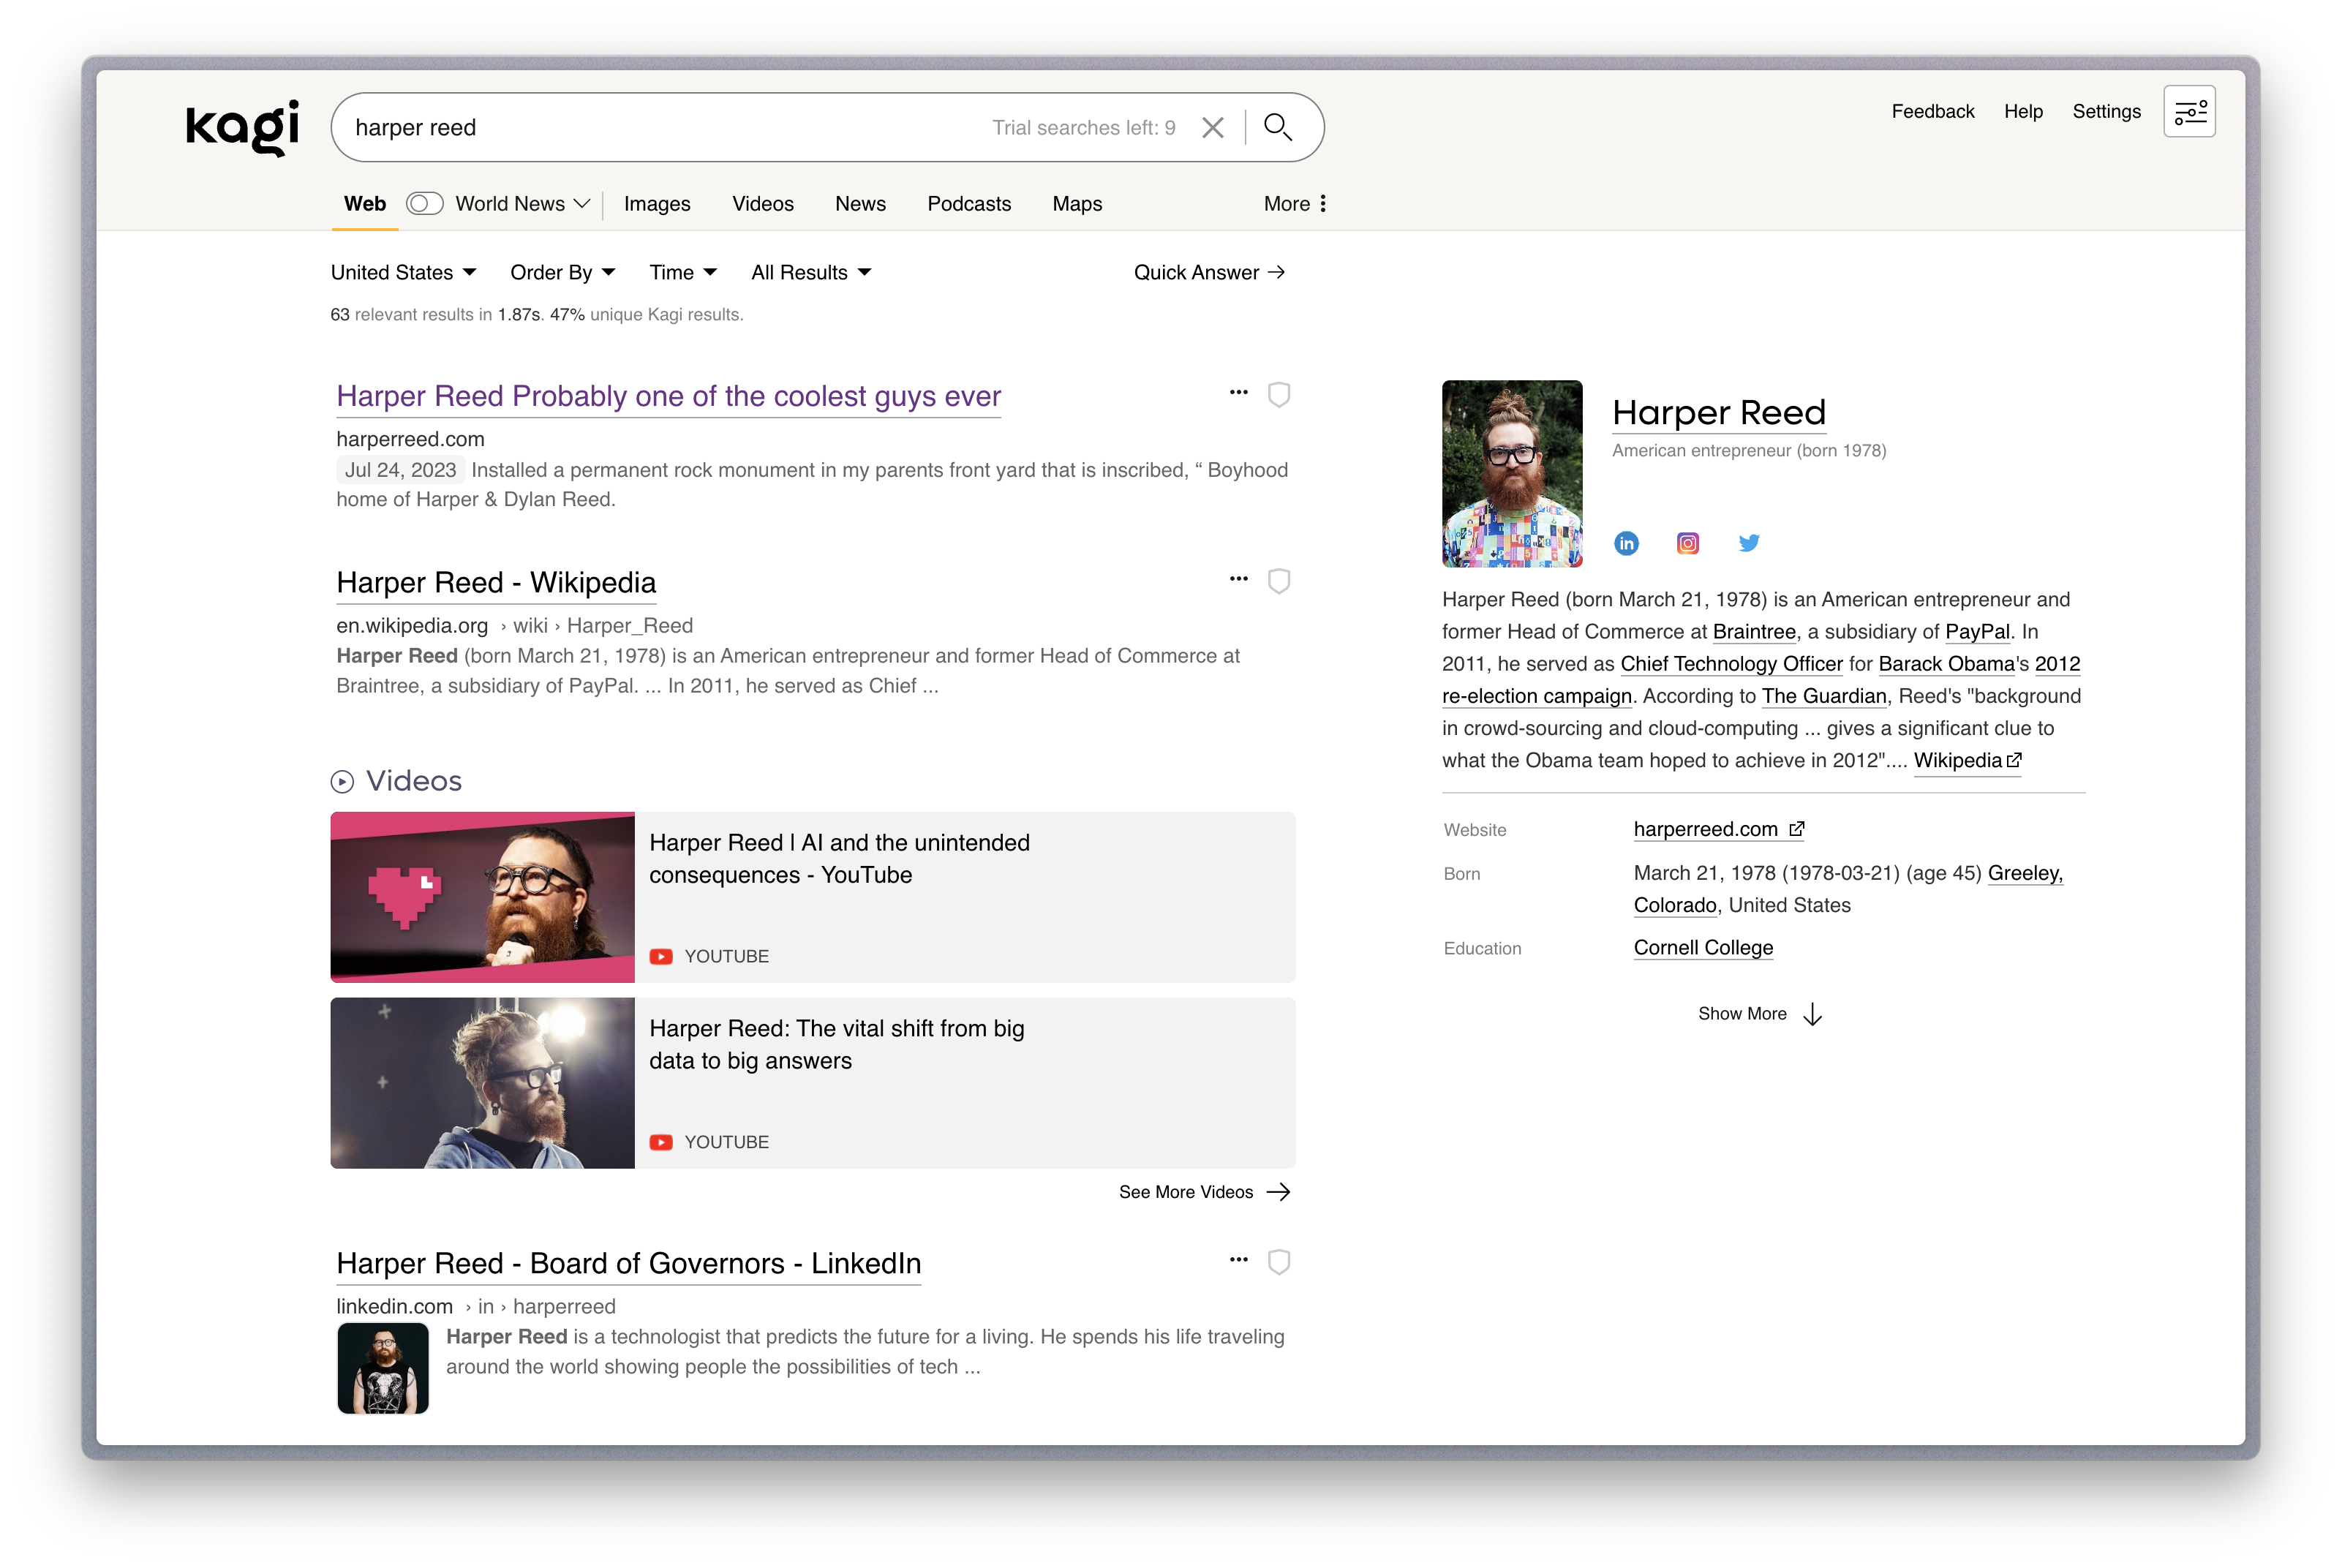 kagi
harper reed
Trial searches left: 9
Feedback
Help
Settings
Web
World News
Images
Videos
News
Podcasts
Maps
More
United States
Order By
Time
All Results
Quick Answer
63 relevant results in 1.87s. 47% unique Kagi results.
Harper Reed Probably one of the coolest guys ever
harperreed.com
Jul 24, 2023 Installed a permanent rock monument in my parents front yard that is inscribed, “ Boyhood
home of Harper & Dylan Reed.
Harper Reed - Wikipedia
en.wikipedia.org › wiki › Harper_Reed
Harper Reed (born March 21, 1978) is an American entrepreneur and former Head of Commerce at
Braintree, a subsidiary of PayPal. ... In 2011, he served as Chief ...
Videos
Harper Reed | AI and the unintended
consequences - YouTube
YOUTUBE
Harper Reed: The vital shift from big
data to big answers
YOUTUBE
See More Videos
Harper Reed - Board of Governors - LinkedIn
linkedin.com › in › harperreed
Harper Reed is a technologist that predicts the future for a living. He spends his life traveling
around the world showing people the possibilities of tech ...
Harper Reed
American entrepreneur (born 1978)
in
Harper Reed (born March 21, 1978) is an American entrepreneur and
former Head of Commerce at Braintree, a subsidiary of PayPal. In
2011, he served as Chief Technology Officer for Barack Obama's 2012
re-election campaign. According to The Guardian, Reed's "background
in crowd-sourcing and cloud-computing ... gives a significant clue to
what the Obama team hoped to achieve in 2012".... Wikipedia
Website
harperreed.com
Born
March 21, 1978 (1978-03-21) (age 45) Greeley,
Colorado, United States
Education
Cornell College
Show More